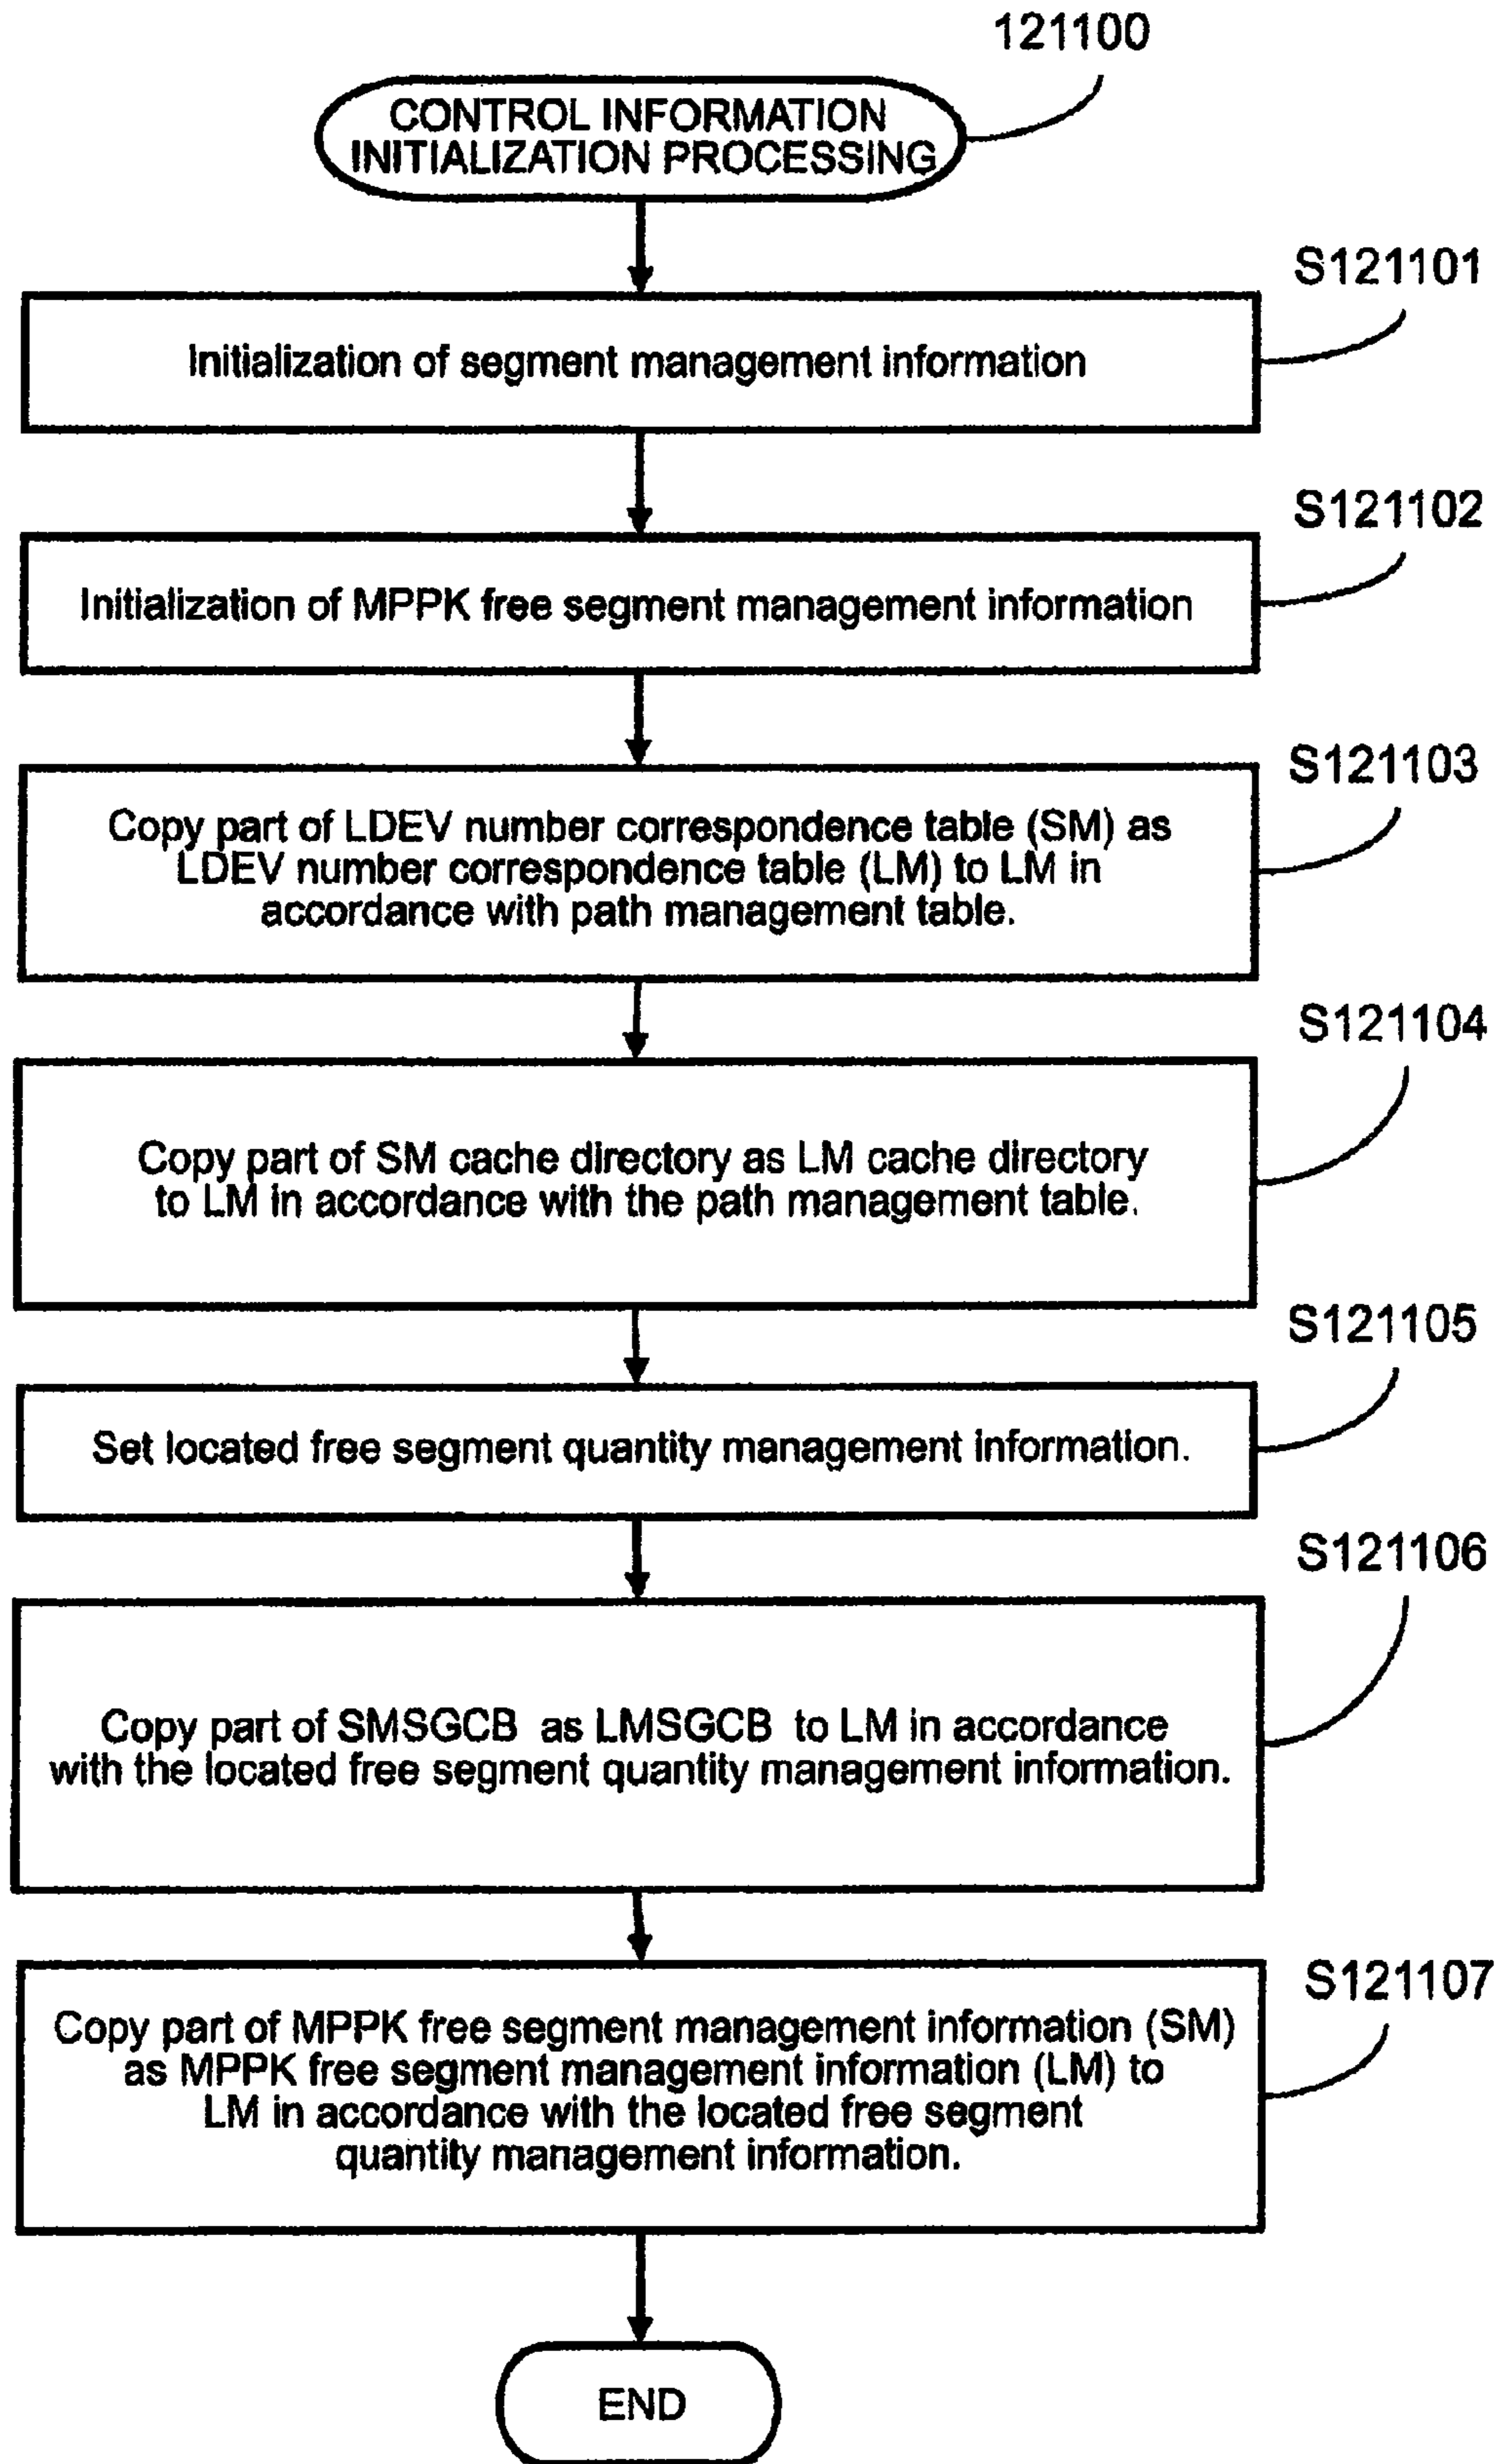 121100
CONTROL INFORMATION
INITIALIZATION PROCESSING
S121101
Initialization of segment management information
S121102
Initialization of MPPK free segment management information
S121103
Copy part of LDEV number correspondence table (SM) as
LDEV number correspondence table (LM) to LM in
accordance with path management table.
S121104
Copy part of SM cache directory as LM cache directory
to LM in accordance with the path management table.
S121105
Set located free segment quantity management information.
S121106
Copy part of SMSGCB as LMSGCB to LM in accordance
with the located free segment quantity management information.
S121107
Copy part of MPPK free segment management information (SM)
as MPPK free segment management information (LM) to
LM in accordance with the located free segment
quantity management information.
END